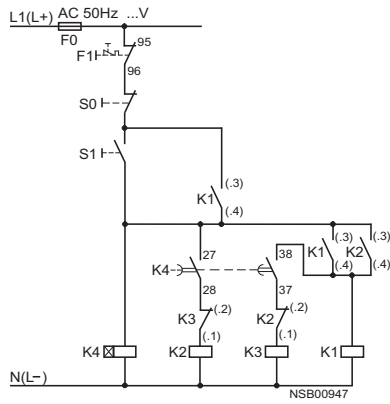 L1(L+) AC 50Hz ...V
F0
95
F1
96
S0
S1
K1 (.3)
(.4)
27 38 K1 (.3) K2 (.3)
(.4) (.4)
K4
28 37
K3 (.2) K2 (.2)
(.1) (.1)
K4 K2 K3 K1
N(L−)
NSB00947